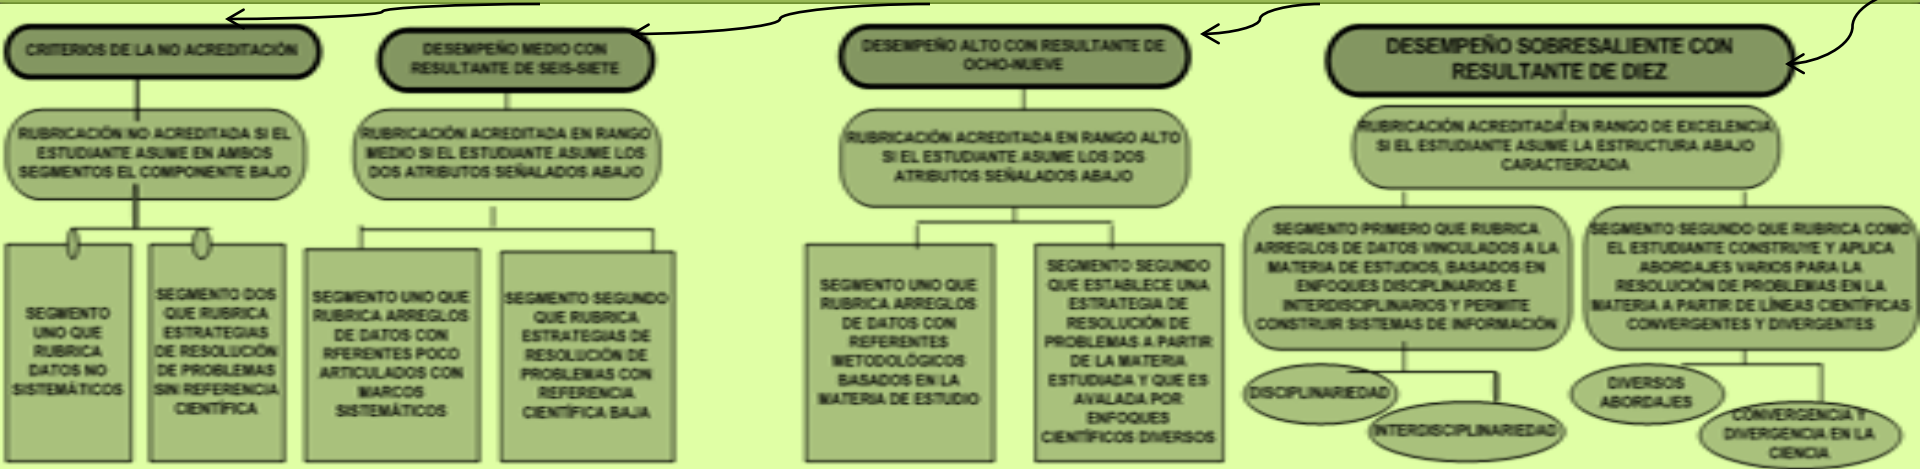 CRITERIOS DE LA NO ACREDITACIÓN
RUBRICACIÓN NO ACREDITADA SI EL
ESTUDIANTE ASUME EN AMBOS
SEGMENTOS EL COMPONENTE BAJO
SEGMENTO
UNO QUE
RUBRICA
DATOS NO
SISTEMÁTICOS
SEGMENTO DOS
QUE RUBRICA
ESTRATEGIAS
DE RESOLUCIÓN
DE PROBLEMAS
SIN REFERENCIA
CIENTÍFICA
DESEMPEÑO MEDIO CON
RESULTANTE DE SEIS-SIETE
RUBRICACIÓN ACREDITADA EN RANGO
MEDIO SI EL ESTUDIANTE ASUME LOS
DOS ATRIBUTOS SEÑALADOS ABAJO
SEGMENTO UNO QUE
RUBRICA ARREGLOS
DE DATOS CON
RFERENTES POCO
ARTICULADOS CON
MARCOS
SISTEMÁTICOS
SEGMENTO SEGUNDO
QUE RUBRICA
ESTRATEGIAS DE
RESOLUCIÓN DE
PROBLEMAS CON
REFERENCIA
CIENTÍFICA BAJA
DESEMPEÑO ALTO CON RESULTANTE DE
OCHO-NUEVE
RUBRICACIÓN ACREDITADA EN RANGO ALTO
SI EL ESTUDIANTE ASUME LOS DOS
ATRIBUTOS SEÑALADOS ABAJO
SEGMENTO UNO QUE
RUBRICA ARREGLOS
DE DATOS CON
REFERENTES
METODOLÓGICOS
BASADOS EN LA
MATERIA DE ESTUDIO
SEGMENTO SEGUNDO
QUE ESTABLECE UNA
ESTRATEGIA DE
RESOLUCIÓN DE
PROBLEMAS A PARTIR
DE LA MATERIA
ESTUDIADA Y QUE ES
AVALADA POR
ENFOQUES
CIENTÍFICOS DIVERSOS
DESEMPEÑO SOBRESALIENTE CON
RESULTANTE DE DIEZ
RUBRICACIÓN ACREDITADA EN RANGO DE EXCELENCIA
SI EL ESTUDIANTE ASUME LA ESTRUCTURA ABAJO
CARACTERIZADA
SEGMENTO PRIMERO QUE RUBRICA
ARREGLOS DE DATOS VINCULADOS A LA
MATERIA DE ESTUDIOS, BASADOS EN
ENFOQUES DISCIPLINARIOS E
INTERDISCIPLINARIOS Y PERMITE
CONSTRUIR SISTEMAS DE INFORMACIÓN
DISCIPLINARIEDAD
INTERDISCIPLINARIEDAD
SEGMENTO SEGUNDO QUE RUBRICA COMO
EL ESTUDIANTE CONSTRUYE Y APLICA
ABORDAJES VARIOS PARA LA
RESOLUCIÓN DE PROBLEMAS EN LA
MATERIA A PARTIR DE LÍNEAS CIENTÍFICAS
CONVERGENTES Y DIVERGENTES
DIVERSOS
ABORDAJES
CONVERGENCIA Y
DIVERGENCIA EN LA
CIENCIA